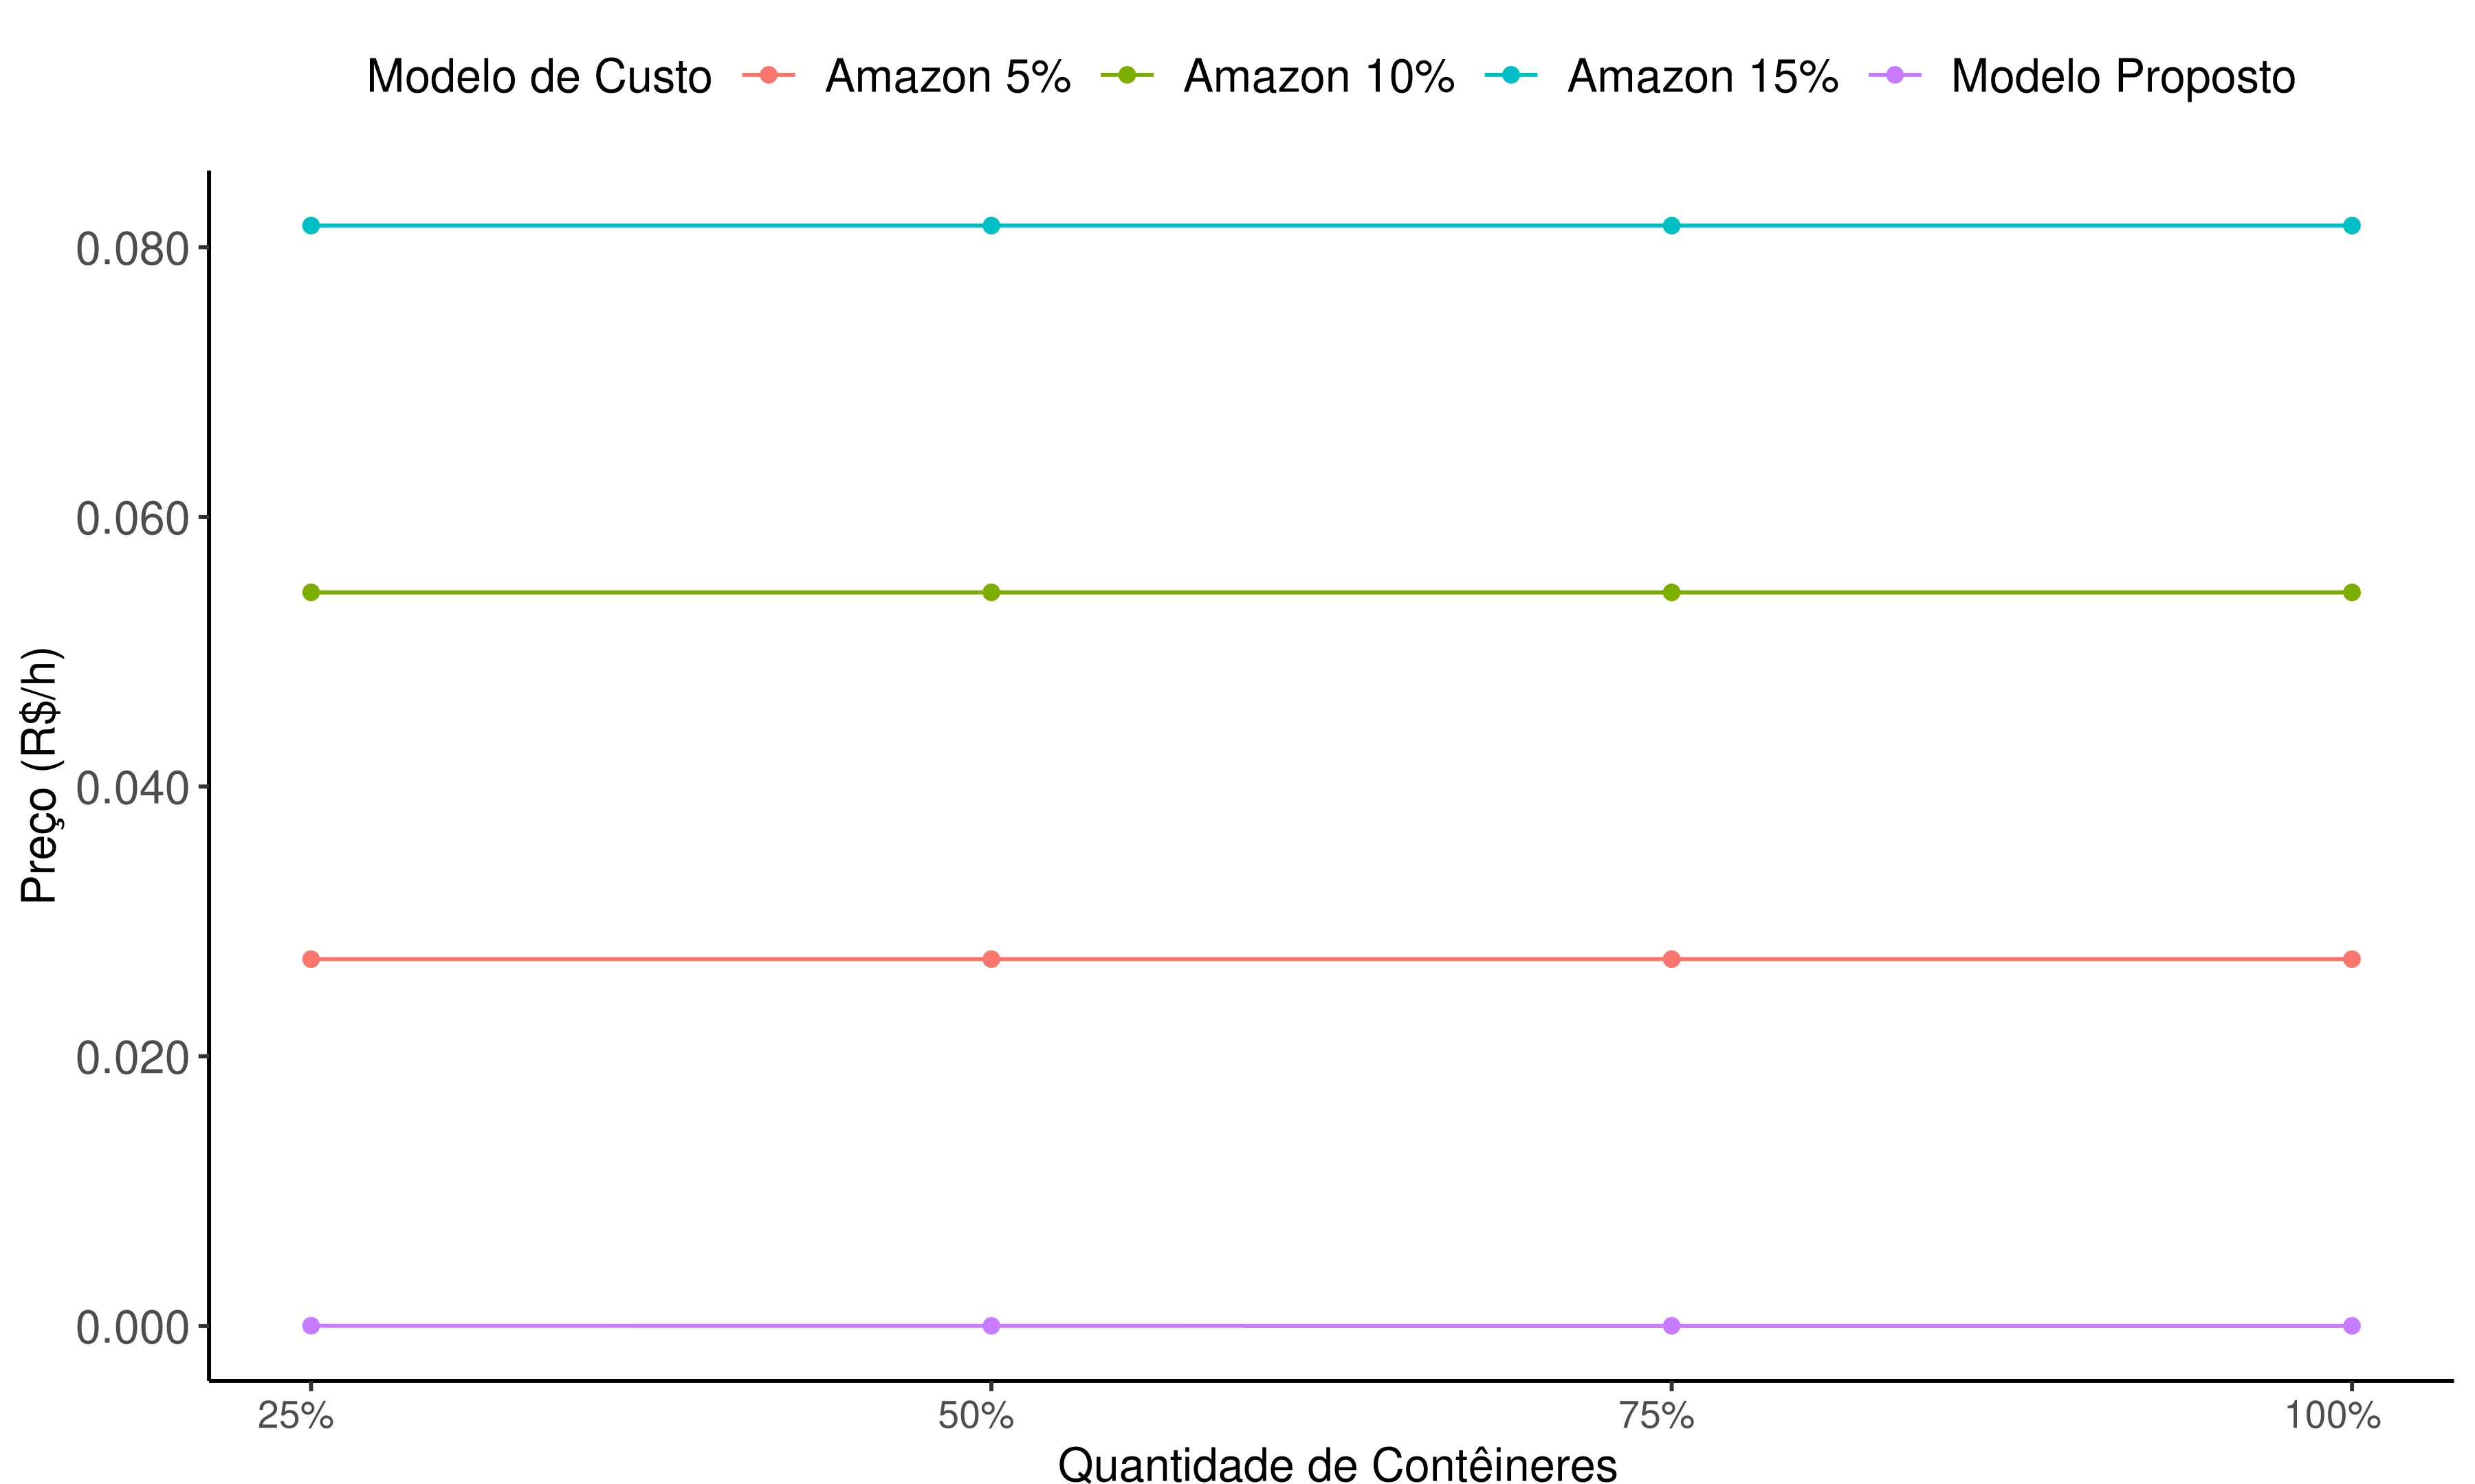 Modelo de Custo Amazon 5% Amazon 10% Amazon 15% Modelo Proposto
Preço (R$/h)
0.080
0.060
0.040
0.020
0.000
25% 50% 75% 100%
Quantidade de Contêineres